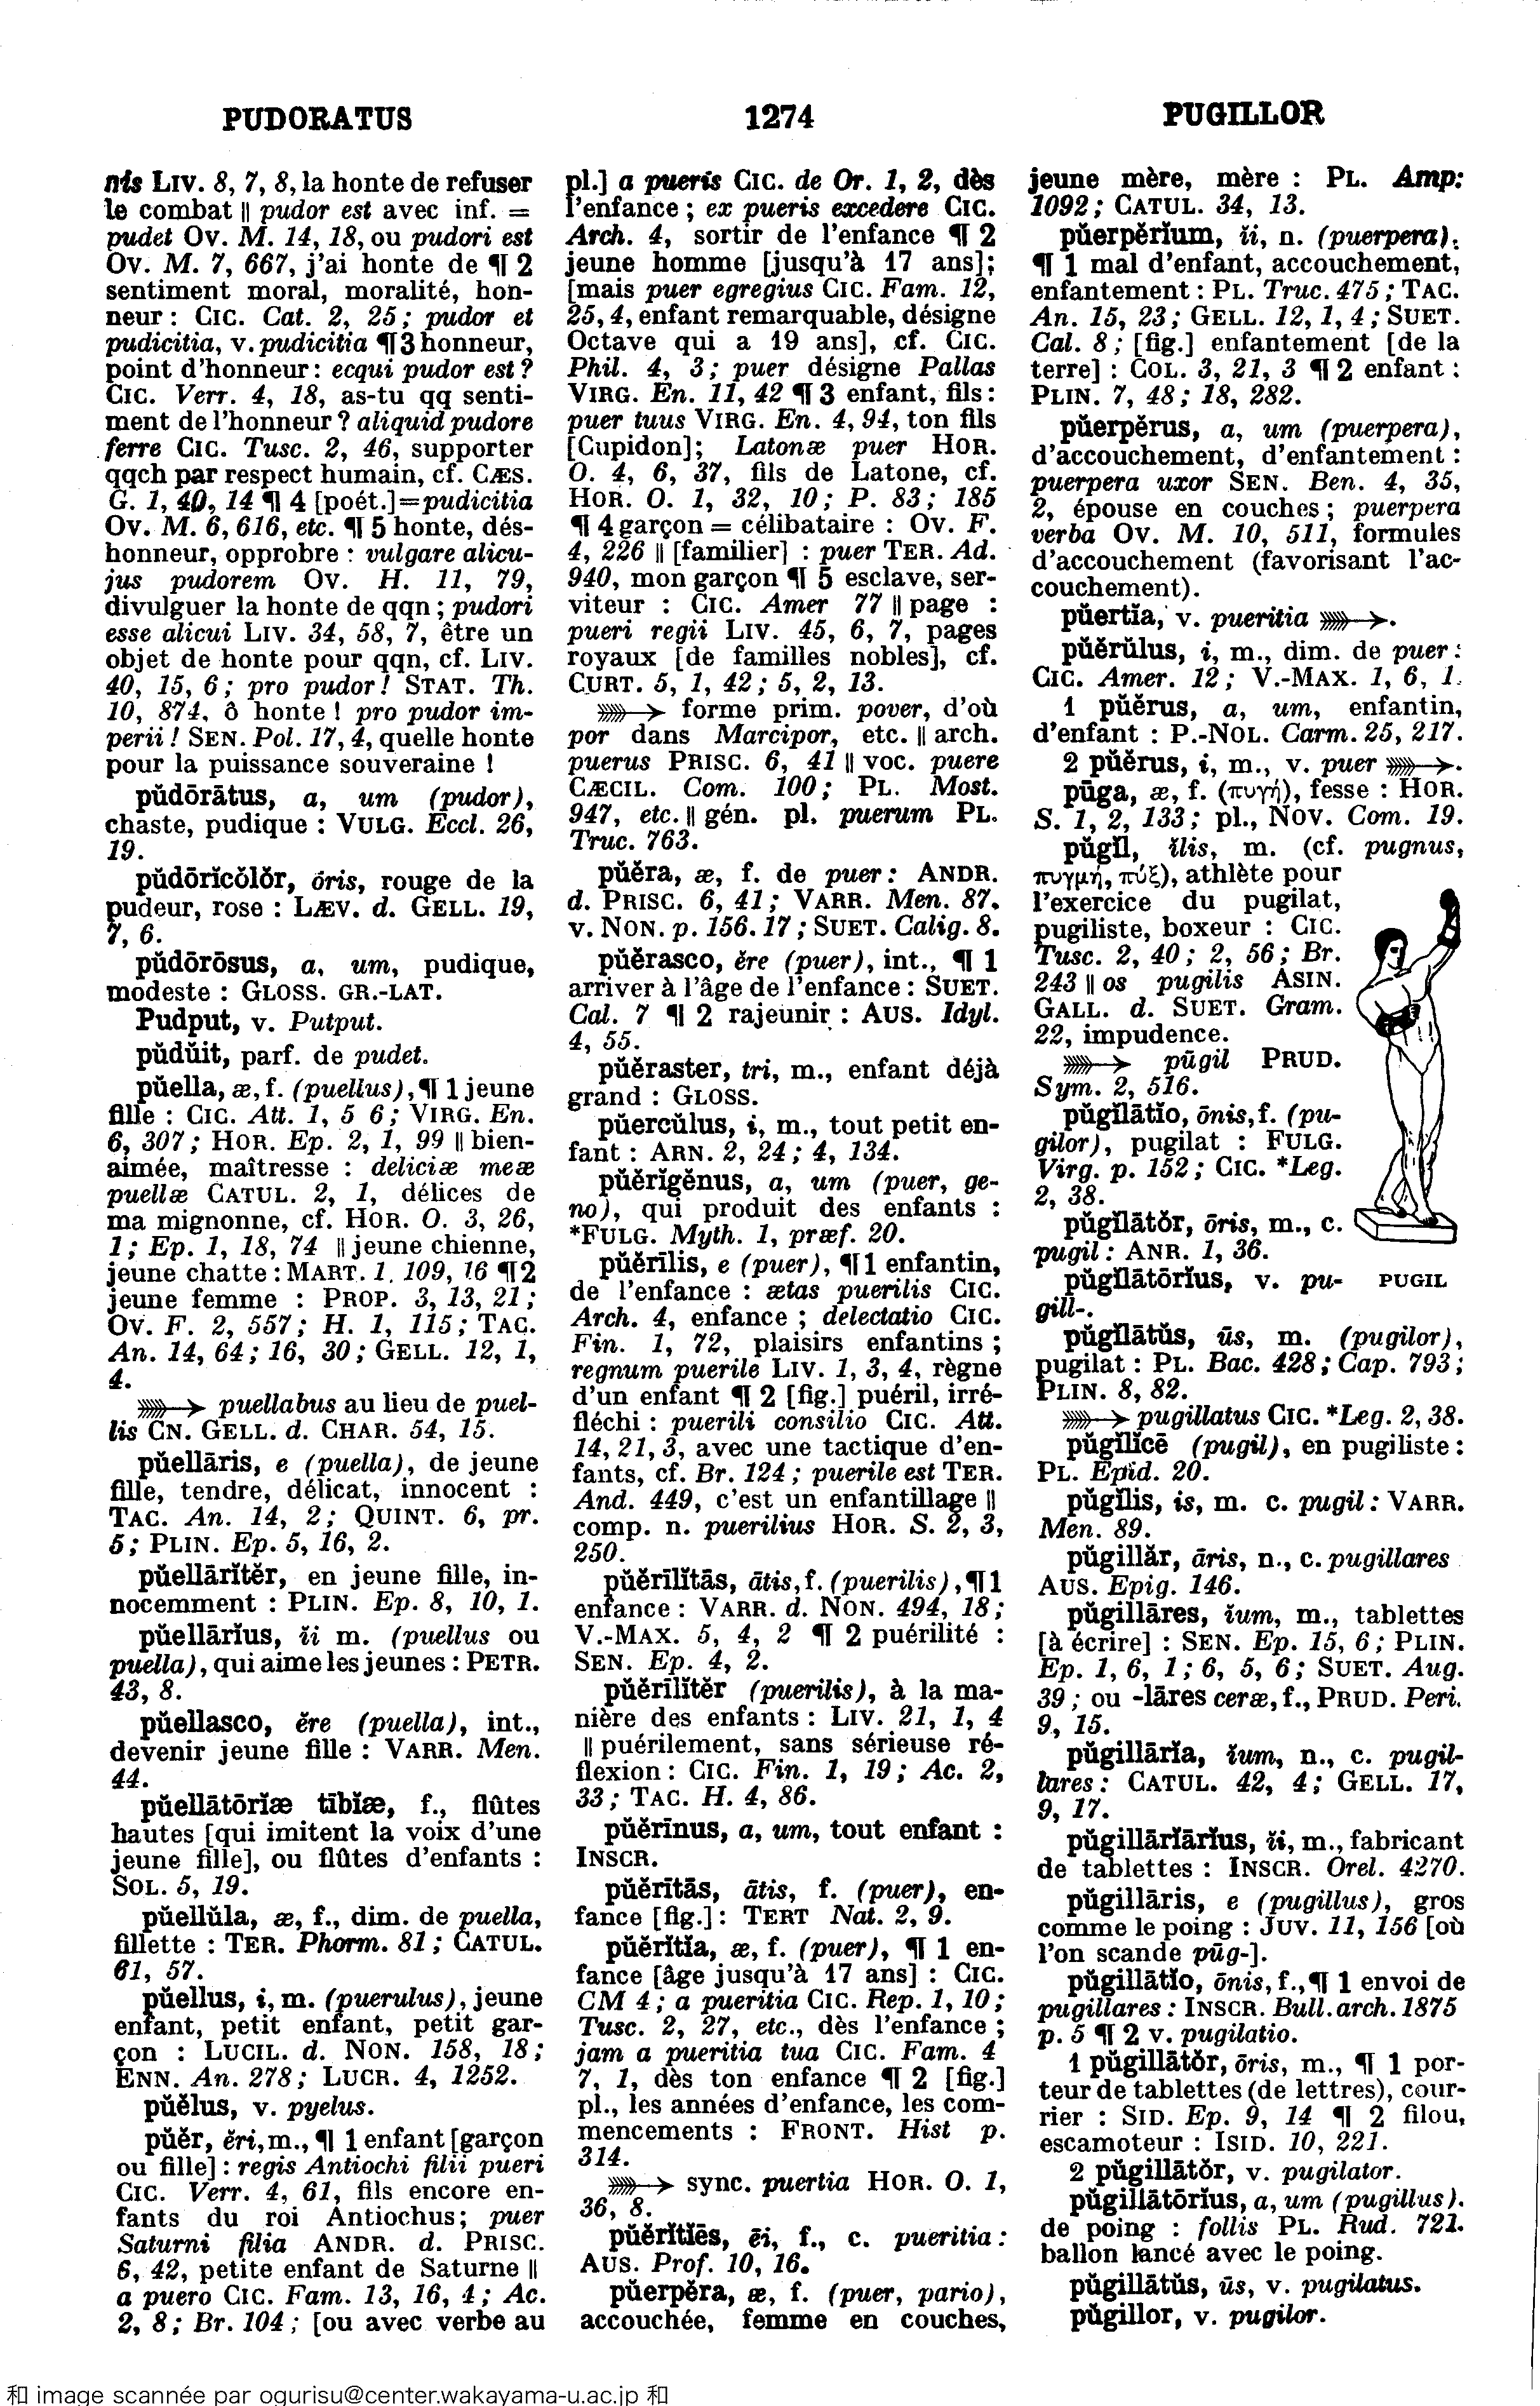 PUDORATUS
1274
PUGILLOR
nis LIV. 8, 7, 8, la honte de refuser
le combat || pudor est avec inf. =
pudet OV. M. 14, 18, ou pudori est
OV. M. 7, 667, j'ai honte de ¶ 2
sentiment moral, moralité, hon-
neur : CIC. Cat. 2, 25 ; pudor et
pudicitia, v. pudicitia ¶ 3 honneur,
point d'honneur : ecqui pudor est ?
CIC. Verr. 4, 18, as-tu qq senti-
ment de l'honneur ? aliquid pudore
ferre CIC. Tusc. 2, 46, supporter
qqch par respect humain, cf. CÆS.
G. 1, 40, 14 ¶ 4 [poét.] = pudicitia
OV. M. 6, 616, etc. ¶ 5 honte, dés-
honneur, opprobre : vulgare alicu-
jus pudorem OV. H. 11, 79,
divulguer la honte de qqn ; pudori
esse alicui LIV. 34, 58, 7, être un
objet de honte pour qqn, cf. LIV.
40, 15, 6 ; pro pudor ! STAT. Th.
10, 874, ô honte ! pro pudor im-
perii ! SEN. Pol. 17, 4, quelle honte
pour la puissance souveraine !
pŭdōrātus, a, um (pudor),
chaste, pudique : VULG. Eccl. 26,
19.
pŭdōrĭcŏlŏr, ōris, rouge de la
pudeur, rose : LÆV. d. GELL. 19,
7, 6.
pŭdōrōsus, a, um, pudique,
modeste : GLOSS. GR.-LAT.
Pudput, v. Putput.
pŭdŭit, parf. de pudet.
pŭella, æ, f. (puellus), ¶ 1 jeune
fille : CIC. Att. 1, 5 6 ; VIRG. En.
6, 307 ; HOR. Ep. 2, 1, 99 || bien-
aimée, maîtresse : deliciæ meæ
puellæ CATUL. 2, 1, délices de
ma mignonne, cf. HOR. O. 3, 26,
1 ; Ep. 1, 18, 74 || jeune chienne,
jeune chatte : MART. 1, 109, 16 ¶ 2
jeune femme : PROP. 3, 13, 21 ;
OV. F. 2, 557 ; H. 1, 115 ; TAC.
An. 14, 64 ; 16, 30 ; GELL. 12, 1,
4.
➳ puellabus au lieu de puel-
lis CN. GELL. d. CHAR. 54, 15.
pŭellāris, e (puella), de jeune
fille, tendre, délicat, innocent :
TAC. An. 14, 2 ; QUINT. 6, pr.
5 ; PLIN. Ep. 5, 16, 2.
pŭellārĭtĕr, en jeune fille, in-
nocemment : PLIN. Ep. 8, 10, 1.
pŭellārĭus, ĭi m. (puellus ou
puella), qui aime les jeunes : PETR.
43, 8.
pŭellasco, ĕre (puella), int.,
devenir jeune fille : VARR. Men.
44.
pŭellātōrĭæ tībĭæ, f., flûtes
hautes [qui imitent la voix d'une
jeune fille], ou flûtes d'enfants :
SOL. 5, 19.
pŭellŭla, æ, f., dim. de puella,
fillette : TER. Phorm. 81 ; CATUL.
61, 57.
pŭellus, i, m. (puerulus), jeune
enfant, petit enfant, petit gar-
çon : LUCIL. d. NON. 158, 18 ;
ENN. An. 278 ; LUCR. 4, 1252.
pŭĕlus, v. pyelus.
pŭĕr, ĕri, m., ¶ 1 enfant [garçon
ou fille] : regis Antiochi filii pueri
CIC. Verr. 4, 61, fils encore en-
fants du roi Antiochus ; puer
Saturni filia ANDR. d. PRISC.
6, 42, petite enfant de Saturne ||
a puero CIC. Fam. 13, 16, 4 ; Ac.
2, 8 ; Br. 104 ; [ou avec verbe au
pl.] a pueris CIC. de Or. 1, 2, dès
l'enfance ; ex pueris excedere CIC.
Arch. 4, sortir de l'enfance ¶ 2
jeune homme [jusqu'à 17 ans] ;
[mais puer egregius CIC. Fam. 12,
25, 4, enfant remarquable, désigne
Octave qui a 19 ans], cf. CIC.
Phil. 4, 3 ; puer désigne Pallas
VIRG. En. 11, 42 ¶ 3 enfant, fils :
puer tuus VIRG. En. 4, 94, ton fils
[Cupidon] ; Latonæ puer HOR.
O. 4, 6, 37, fils de Latone, cf.
HOR. O. 1, 32, 10 ; P. 83 ; 185
¶ 4 garçon = célibataire : OV. F.
4, 226 || [familier] : puer TER. Ad.
940, mon garçon ¶ 5 esclave, ser-
viteur : CIC. Amer 77 || page :
pueri regii LIV. 45, 6, 7, pages
royaux [de familles nobles], cf.
CURT. 5, 1, 42 ; 5, 2, 13.
➳ forme prim. pover, d'où
por dans Marcipor, etc. || arch.
puerus PRISC. 6, 41 || voc. puere
CÆCIL. Com. 100 ; PL. Most.
947, etc. || gén. pl. puerum PL.
Truc. 763.
pŭĕra, æ, f. de puer : ANDR.
d. PRISC. 6, 41 ; VARR. Men. 87.
v. NON. p. 156. 17 ; SUET. Calig. 8.
pŭĕrasco, ĕre (puer), int., ¶ 1
arriver à l'âge de l'enfance : SUET.
Cal. 7 ¶ 2 rajeunir : AUS. Idyl.
4, 55.
pŭĕraster, tri, m., enfant déjà
grand : GLOSS.
pŭercŭlus, i, m., tout petit en-
fant : ARN. 2, 24 ; 4, 134.
pŭĕrĭgĕnus, a, um (puer, ge-
no), qui produit des enfants :
*FULG. Myth. 1, præf. 20.
pŭĕrīlis, e (puer), ¶ 1 enfantin,
de l'enfance : ætas puerilis CIC.
Arch. 4, enfance ; delectatio CIC.
Fin. 1, 72, plaisirs enfantins ;
regnum puerile LIV. 1, 3, 4, règne
d'un enfant ¶ 2 [fig.] puéril, irré-
fléchi : puerili consilio CIC. Att.
14, 21, 3, avec une tactique d'en-
fants, cf. Br. 124 ; puerile est TER.
And. 449, c'est un enfantillage ||
comp. n. puerilius HOR. S. 2, 3,
250.
pŭĕrīlĭtās, ātis, f. (puerilis), ¶ 1
enfance : VARR. d. NON. 494, 18 ;
V.-MAX. 5, 4, 2 ¶ 2 puérilité :
SEN. Ep. 4, 2.
pŭĕrīlĭtĕr (puerilis), à la ma-
nière des enfants : LIV. 21, 1, 4
|| puérilement, sans sérieuse ré-
flexion : CIC. Fin. 1, 19 ; Ac. 2,
33 ; TAC. H. 4, 86.
pŭĕrīnus, a, um, tout enfant :
INSCR.
pŭĕrĭtās, ātis, f. (puer), en-
fance [fig.] : TERT Nat. 2, 9.
pŭĕrĭtĭa, æ, f. (puer), ¶ 1 en-
fance [âge jusqu'à 17 ans] : CIC.
CM 4 ; a pueritia CIC. Rep. 1, 10 ;
Tusc. 2, 27, etc., dès l'enfance ;
jam a pueritia tua CIC. Fam. 4
7, 1, dès ton enfance ¶ 2 [fig.]
pl., les années d'enfance, les com-
mencements : FRONT. Hist p.
314.
➳ sync. puertia HOR. O. 1,
36, 8.
pŭĕrĭtĭēs, ēi, f., c. pueritia :
AUS. Prof. 10, 16.
pŭerpĕra, æ, f. (puer, pario),
accouchée, femme en couches,
jeune mère, mère : PL. Amp:
1092 ; CATUL. 34, 13.
pŭerpĕrĭum, ĭi, n. (puerpera).
¶ 1 mal d'enfant, accouchement,
enfantement : PL. Truc. 475 ; TAC.
An. 15, 23 ; GELL. 12, 1, 4 ; SUET.
Cal. 8 ; [fig.] enfantement [de la
terre] : COL. 3, 21, 3 ¶ 2 enfant :
PLIN. 7, 48 ; 18, 282.
pŭerpĕrus, a, um (puerpera),
d'accouchement, d'enfantement :
puerpera uxor SEN. Ben. 4, 35,
2, épouse en couches ; puerpera
verba OV. M. 10, 511, formules
d'accouchement (favorisant l'ac-
couchement).
pŭertĭa, v. pueritia ➳.
pŭĕrŭlus, i, m., dim. de puer :
CIC. Amer. 12 ; V.-MAX. 1, 6, 1.
1 pŭĕrus, a, um, enfantin,
d'enfant : P.-NOL. Carm. 25, 217.
2 pŭĕrus, i, m., v. puer ➳.
pūga, æ, f. (πυγή), fesse : HOR.
S. 1, 2, 133 ; pl., NOV. Com. 19.
pŭgĭl, ĭlis, m. (cf. pugnus,
πυγμή, πύξ), athlète pour
l'exercice du pugilat,
pugiliste, boxeur : CIC.
Tusc. 2, 40 ; 2, 56 ; Br.
243 || os pugilis ASIN.
GALL. d. SUET. Gram.
22, impudence.
➳ pūgil PRUD.
Sym. 2, 516.
pŭgĭlātĭo, ōnis, f. (pu-
gilor), pugilat : FULG.
Virg. p. 152 ; CIC. *Leg.
2, 38.
pŭgĭlātŏr, ōris, m., c.
pugil : ANR. 1, 36.
pŭgĭlātōrĭus, v. pu-
gill-.
PUGIL
pŭgĭlātŭs, ūs, m. (pugilor),
pugilat : PL. Bac. 428 ; Cap. 793 ;
PLIN. 8, 82.
➳ pugillatus CIC. *Leg. 2, 38.
pŭgĭlĭcē (pugil), en pugiliste :
PL. Epid. 20.
pŭgĭlis, is, m. c. pugil : VARR.
Men. 89.
pŭgillăr, āris, n., c. pugillares
AUS. Epig. 146.
pŭgillāres, ĭum, m., tablettes
[à écrire] : SEN. Ep. 15, 6 ; PLIN.
Ep. 1, 6, 1 ; 6, 5, 6 ; SUET. Aug.
39 ; ou -lāres ceræ, f., PRUD. Peri.
9, 15.
pŭgillārĭa, ĭum, n., c. pugil-
lares : CATUL. 42, 4 ; GELL. 17,
9, 17.
pŭgillārĭārĭus, ĭi, m., fabricant
de tablettes : INSCR. Orel. 4270.
pŭgillāris, e (pugillus), gros
comme le poing : JUV. 11, 156 [où
l'on scande pūg-].
pŭgillātĭo, ōnis, f., ¶ 1 envoi de
pugillares : INSCR. Bull. arch. 1875
p. 5 ¶ 2 v. pugilatio.
1 pŭgillātŏr, ōris, m., ¶ 1 por-
teur de tablettes (de lettres), cour-
rier : SID. Ep. 9, 14 ¶ 2 filou,
escamoteur : ISID. 10, 221.
2 pŭgillātŏr, v. pugilator.
pŭgillātōrĭus, a, um (pugillus).
de poing : follis PL. Rud. 721.
ballon lancé avec le poing.
pŭgillātŭs, ūs, v. pugilatus.
pŭgillor, v. pugilor.
和 image scannée par ogurisu@center.wakayama-u.ac.jp 和